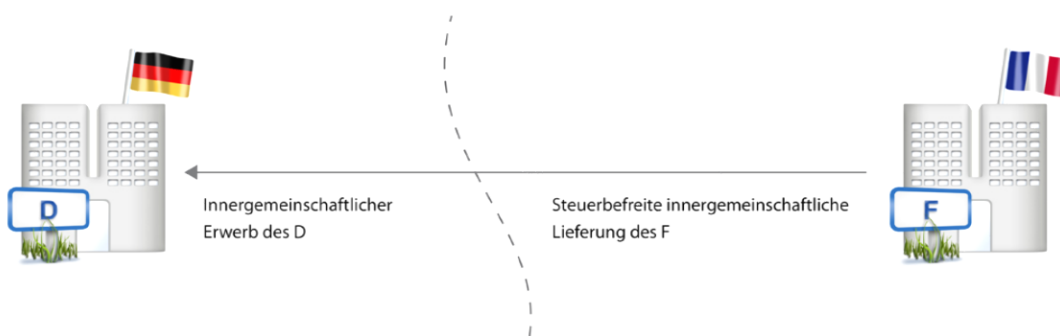 D
Innergemeinschaftlicher
Erwerb des D
Steuerbefreite innergemeinschaftliche
Lieferung des F
F